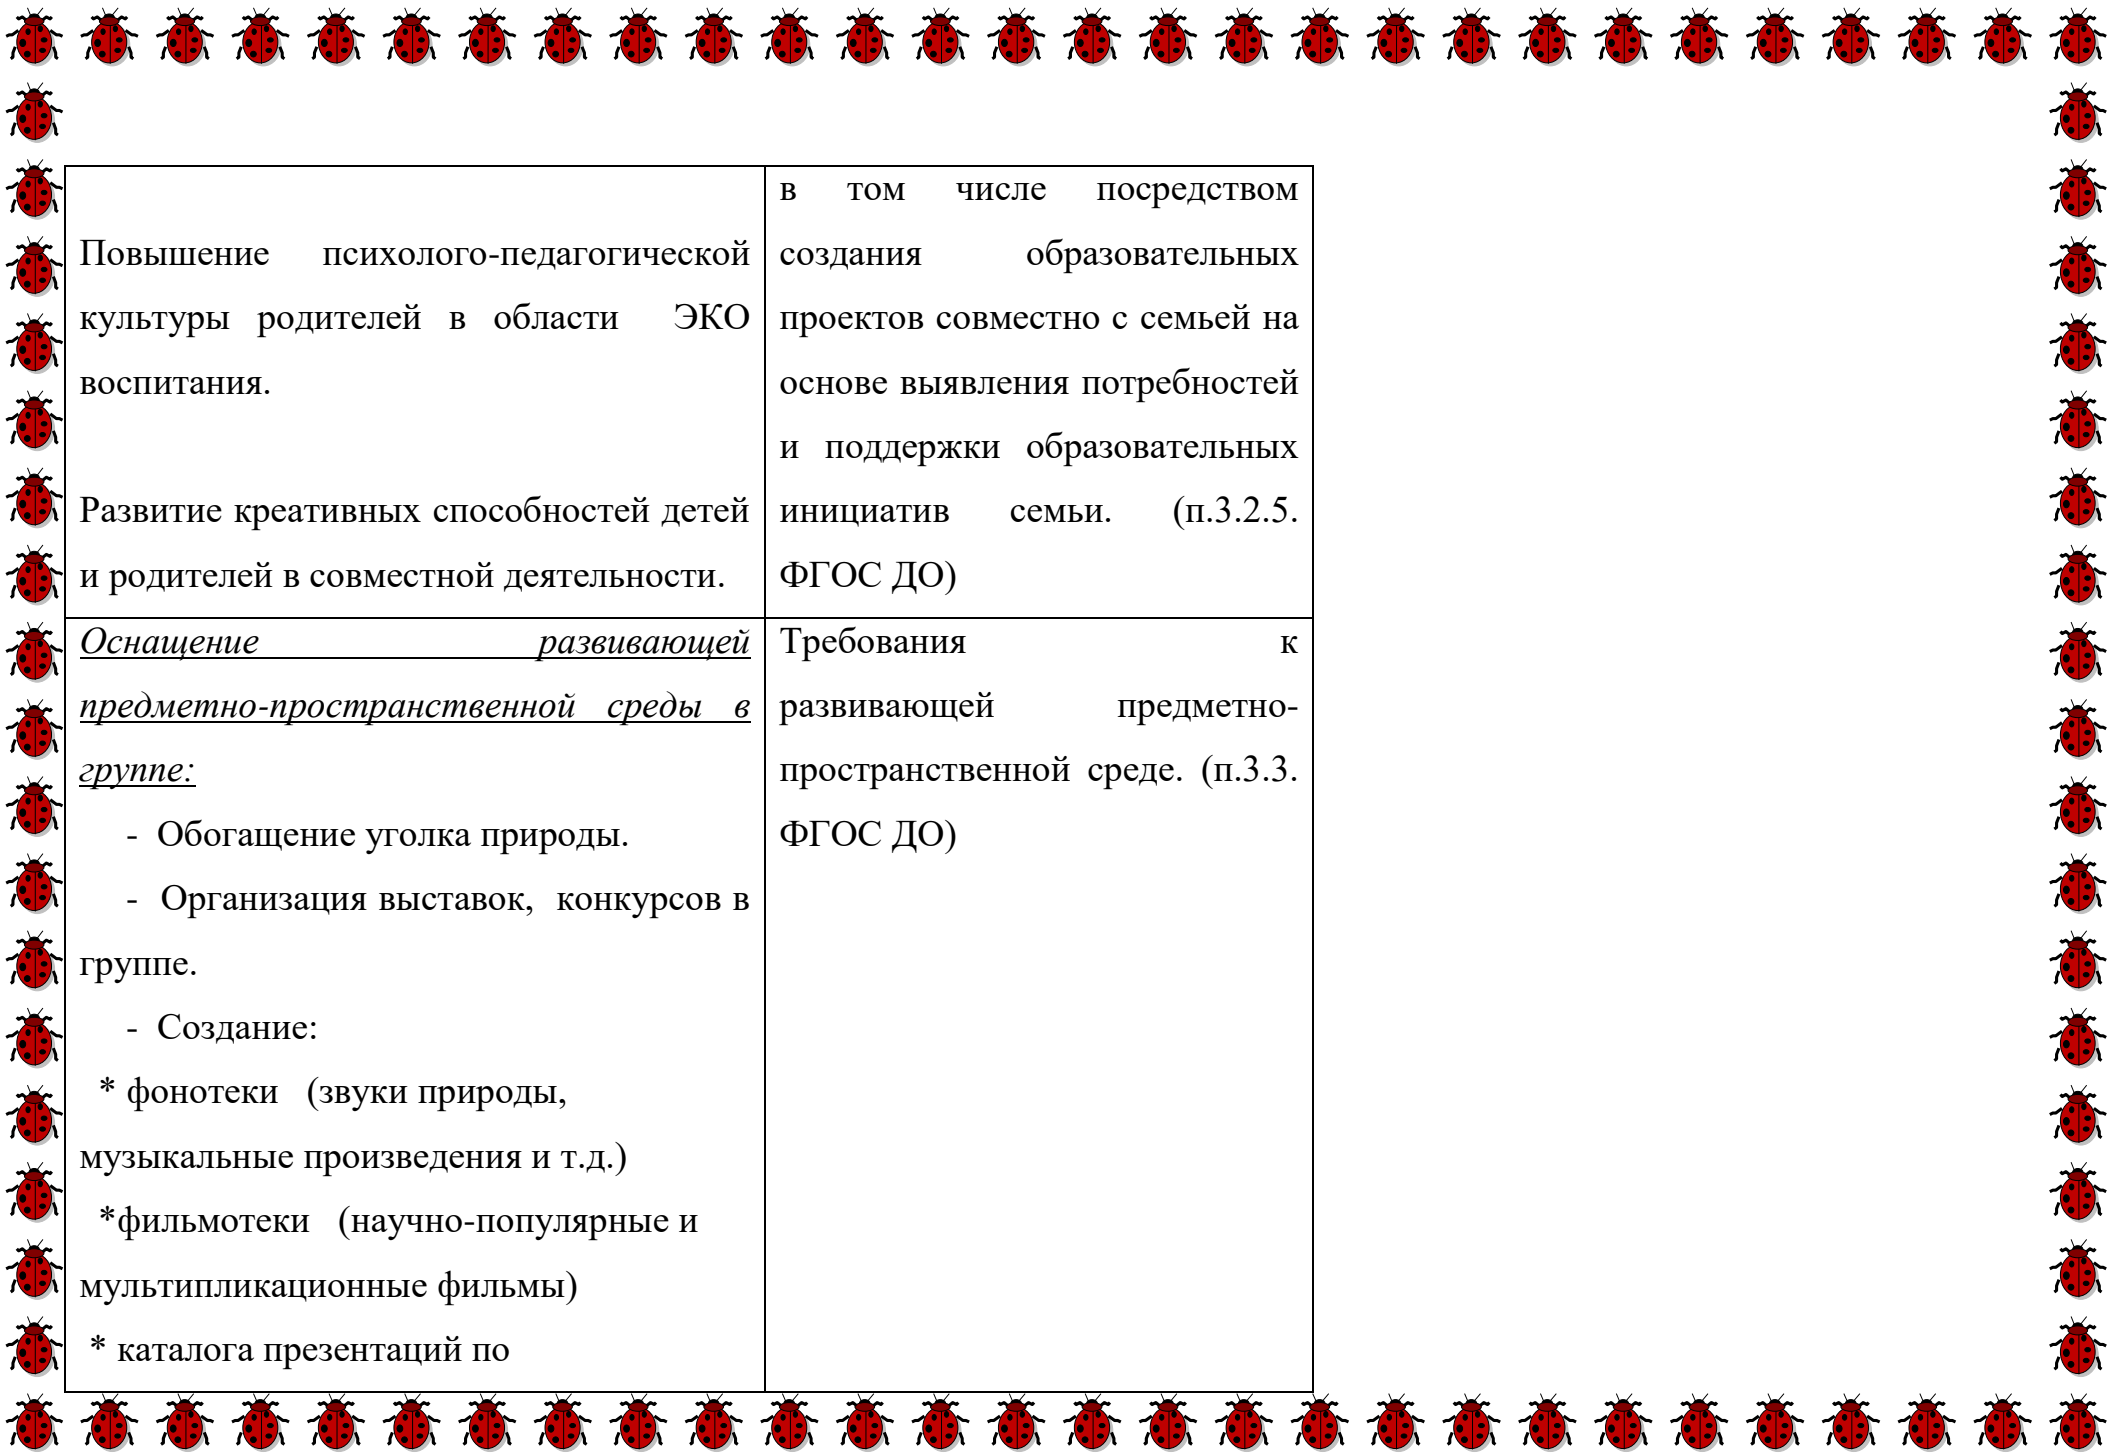 Повышение психолого-педагогической
культуры родителей в области ЭКО
воспитания.
Развитие креативных способностей детей
и родителей в совместной деятельности.
в том числе посредством
создания образовательных
проектов совместно с семьей на
основе выявления потребностей
и поддержки образовательных
инициатив семьи. (п.3.2.5.
ФГОС ДО)
Оснащение развивающей
предметно-пространственной среды в
группе:
- Обогащение уголка природы.
- Организация выставок, конкурсов в
группе.
- Создание:
* фонотеки (звуки природы,
музыкальные произведения и т.д.)
*фильмотеки (научно-популярные и
мультипликационные фильмы)
* каталога презентаций по
Требования к
развивающей предметно-
пространственной среде. (п.3.3.
ФГОС ДО)